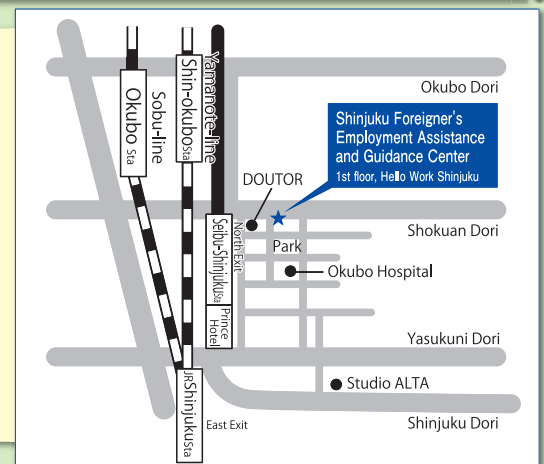 Okubo Dori
Okubo Sta
Sobu-line
Shin-okubo Sta
Yamanote-line
Shinjuku Foreigner's
Employment Assistance
and Guidance Center
1st floor, Hello Work Shinjuku
DOUTOR
Shokuan Dori
North Exit
Park
Seibu-Shinjuku Sta
Okubo Hospital
Prince
Hotel
Yasukuni Dori
Studio ALTA
JR Shinjuku Sta
East Exit
Shinjuku Dori